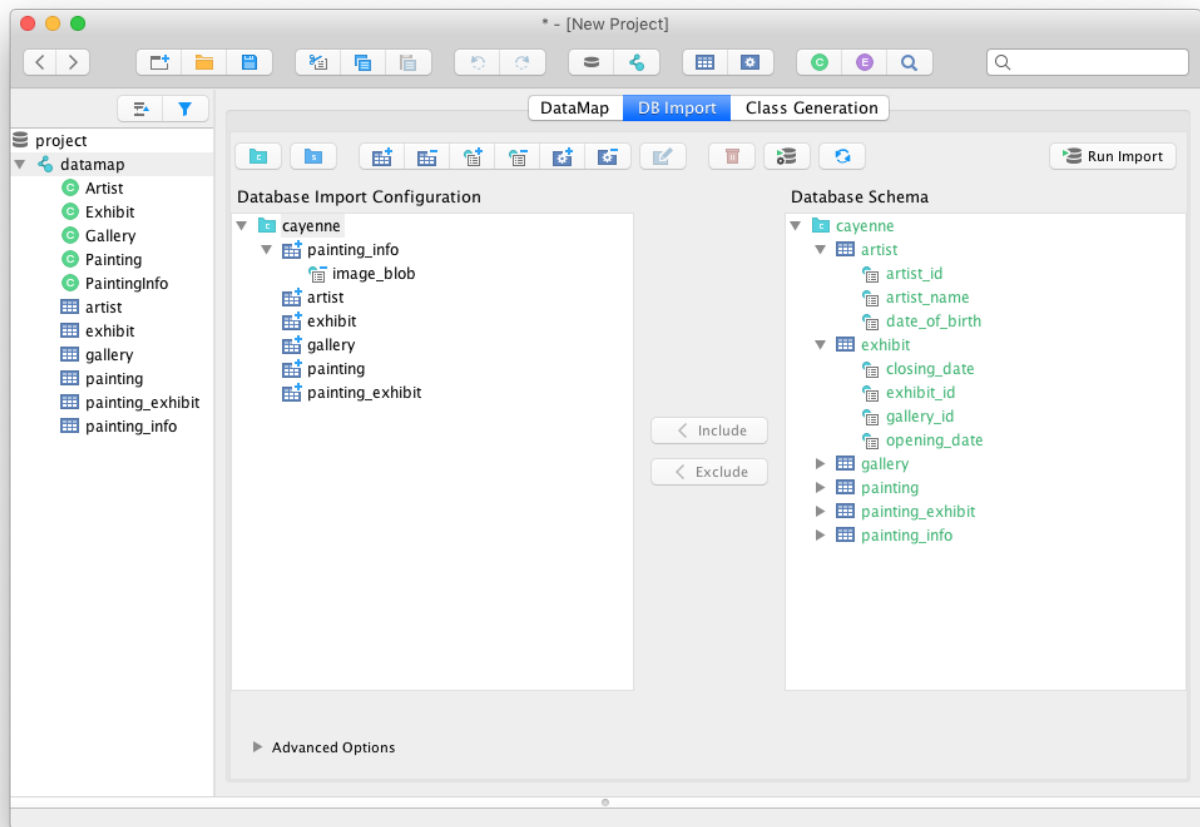 * - [New Project]
C
E
DataMap
DB Import
Class Generation
project
datamap
C Artist
C Exhibit
C Gallery
C Painting
C PaintingInfo
artist
exhibit
gallery
painting
painting_exhibit
painting_info
C
S
Run Import
Database Import Configuration
C cayenne
painting_info
image_blob
artist
exhibit
gallery
painting
painting_exhibit
Include
Exclude
Database Schema
C cayenne
artist
artist_id
artist_name
date_of_birth
exhibit
closing_date
exhibit_id
gallery_id
opening_date
gallery
painting
painting_exhibit
painting_info
Advanced Options